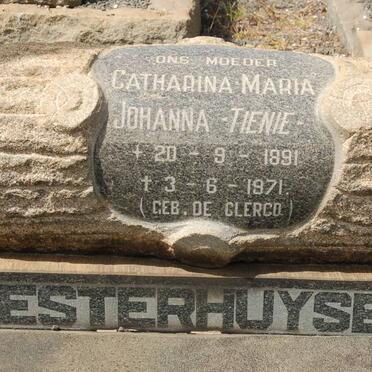 ONS MOEDER
CATHARINA MARIA
JOHANNA -TIENIE-
+ 20 - 9 - 1891
+ 3 - 6 - 1971
( GEB. DE CLERCQ )
ESTERHUYSE